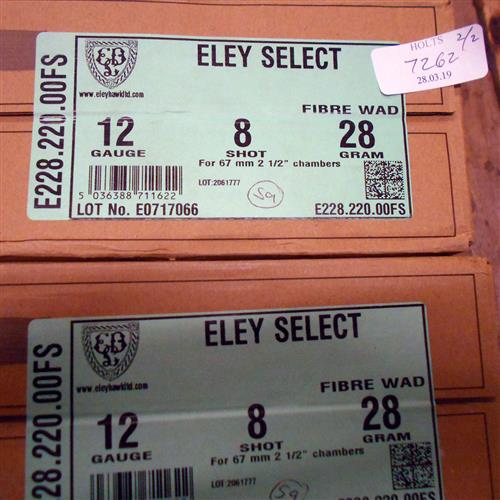 HOLTS 2/2
7262
28.03.19
E228.220.00FS
ELEY SELECT
www.eleyhawkltd.com
FIBRE WAD
12 8 28
GAUGE SHOT GRAM
For 67 mm 2 1/2" chambers
5 036388 711622
LOT:2061777
Sg
LOT No. E0717066
E228.220.00FS
28.220.00FS
ELEY SELECT
www.eleyhawkltd.com
FIBRE WAD
12 8 28
GAUGE SHOT GRAM
For 67 mm 2 1/2" chambers
LOT:2061777
Sg